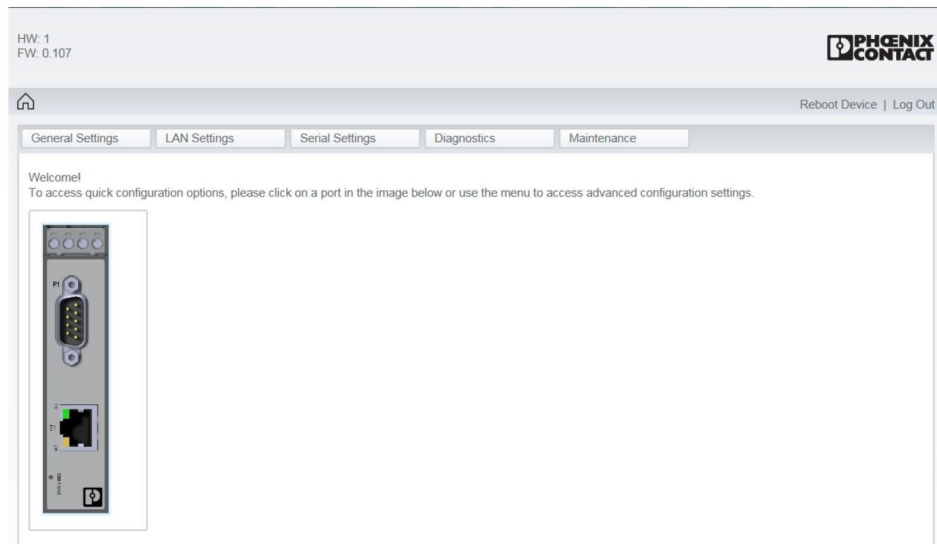 HW: 1
FW: 0.107
PHŒNIX
CONTACT
Reboot Device | Log Out
General Settings
LAN Settings
Serial Settings
Diagnostics
Maintenance
Welcome!
To access quick configuration options, please click on a port in the image below or use the menu to access advanced configuration settings.
P1